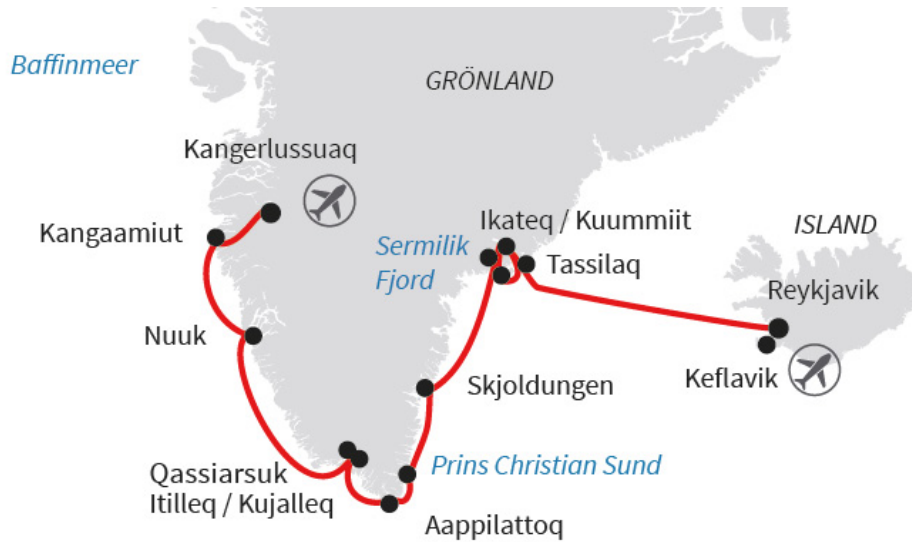 Baffinmeer
GRÖNLAND
Kangerlussuaq
Kangaamiut
Ikateq / Kuummiit
ISLAND
Sermilik
Fjord
Tassilaq
Reykjavik
Nuuk
Keflavik
Skjoldungen
Qassiarsuk
Itilleq / Kujalleq
Prins Christian Sund
Aappilattoq